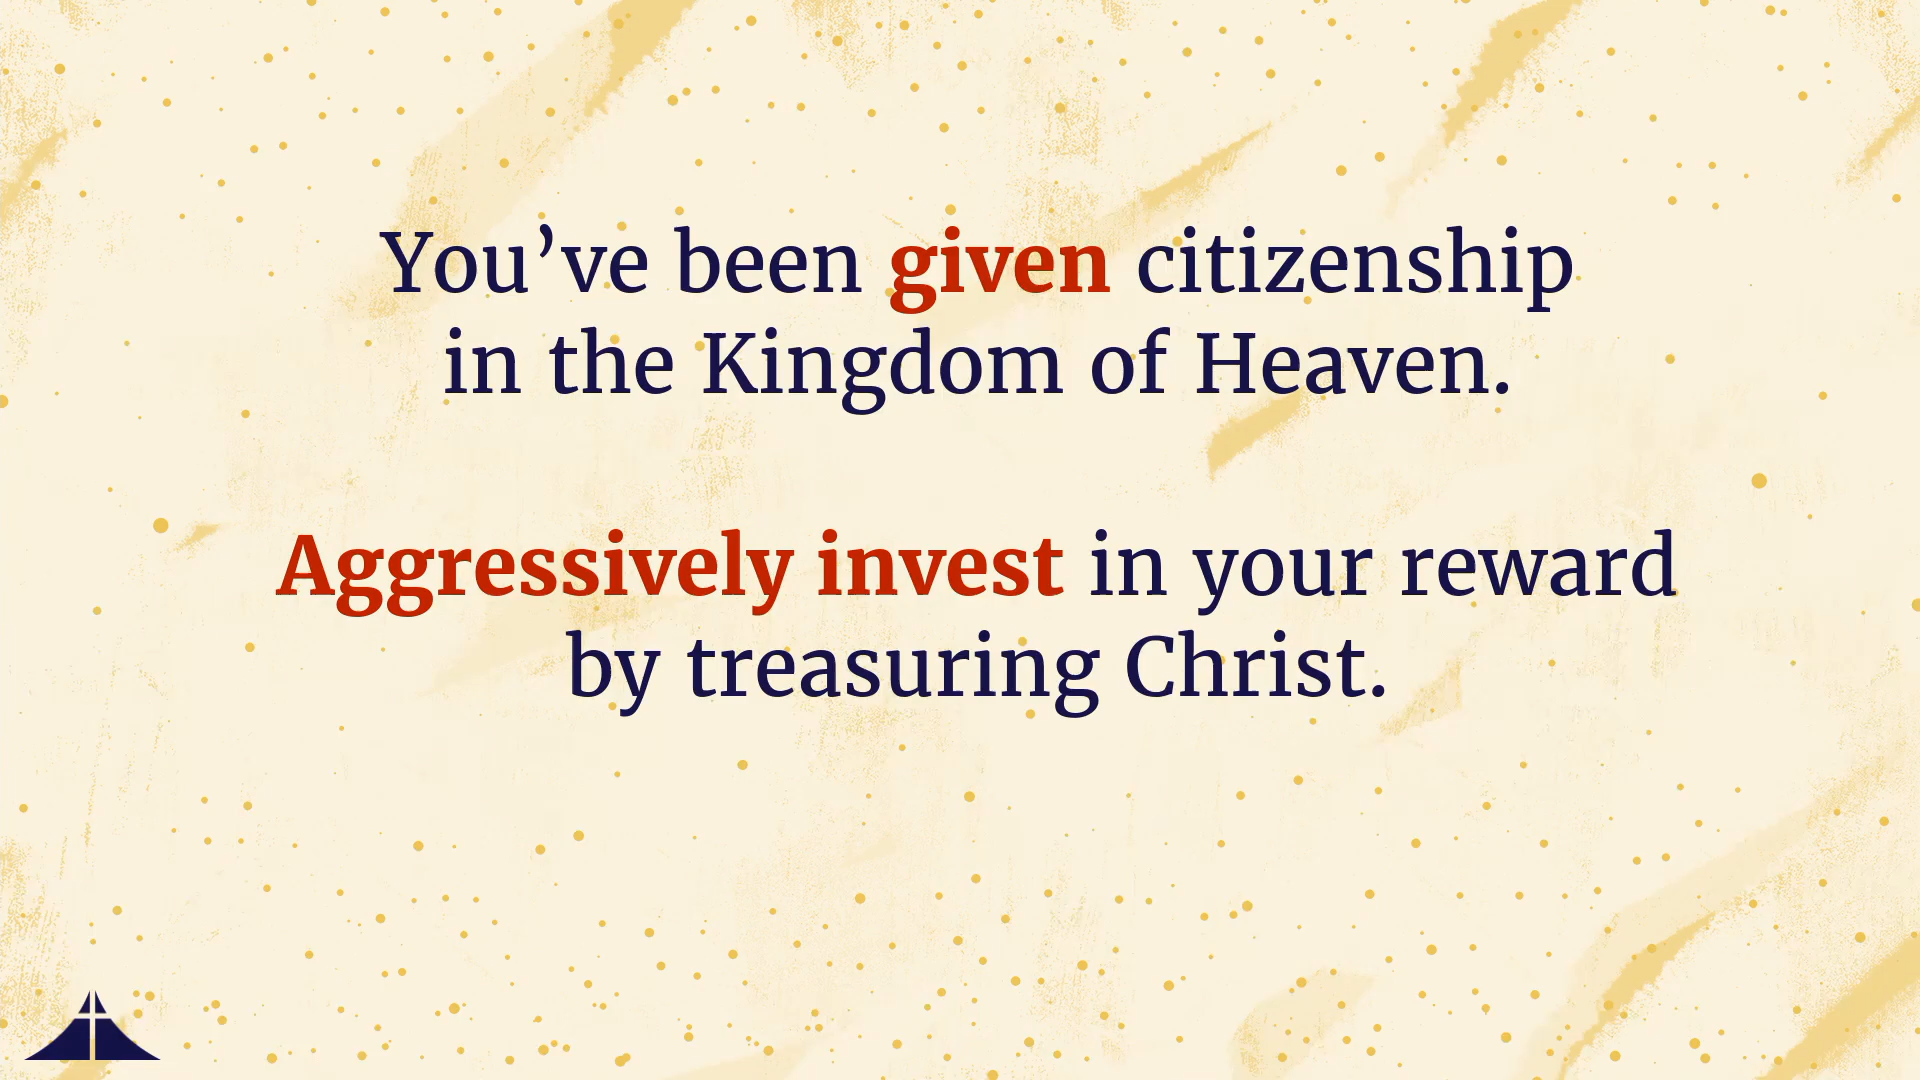 You’ve been given citizenship
in the Kingdom of Heaven.
Aggressively invest in your reward
by treasuring Christ.